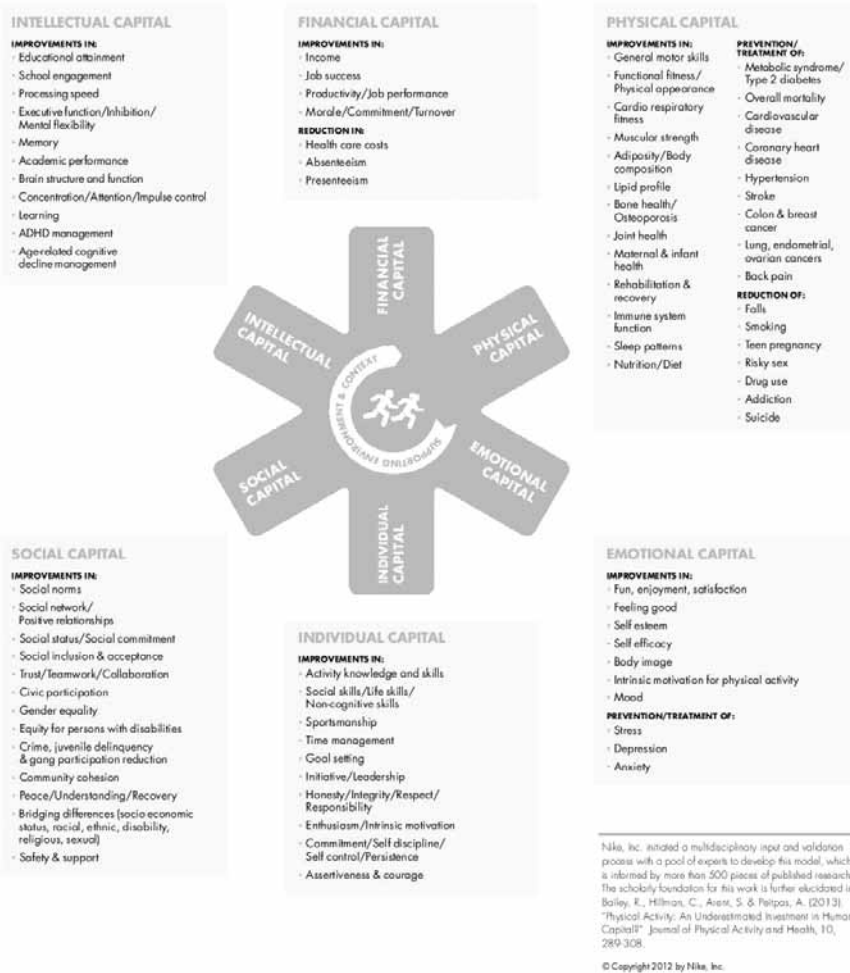 INTELLECTUAL CAPITAL
IMPROVEMENTS IN:
• Educational attainment
• School engagement
• Processing speed
• Executive function/Inhibition/
Mental flexibility
• Memory
• Academic performance
• Brain structure and function
• Concentration/Attention/Impulse control
• Learning
• ADHD management
• Age-related cognitive
decline management
FINANCIAL CAPITAL
IMPROVEMENTS IN:
• Income
• Job success
• Productivity/Job performance
• Morale/Commitment/Turnover
REDUCTION IN:
• Health care costs
• Absenteeism
• Presenteeism
PHYSICAL CAPITAL
IMPROVEMENTS IN:
• General motor skills
• Functional fitness/
Physical appearance
• Cardio respiratory
fitness
• Muscular strength
• Adiposity/Body
composition
• Lipid profile
• Bone health/
Osteoporosis
• Joint health
• Maternal & infant
health
• Rehabilitation &
recovery
• Immune system
function
• Sleep patterns
• Nutrition/Diet
PREVENTION/
TREATMENT OF:
• Metabolic syndrome/
Type 2 diabetes
• Overall mortality
• Cardiovascular
disease
• Coronary heart
disease
• Hypertension
• Stroke
• Colon & breast
cancer
• Lung, endometrial,
ovarian cancers
• Back pain
REDUCTION OF:
• Falls
• Smoking
• Teen pregnancy
• Risky sex
• Drug use
• Addiction
• Suicide
FINANCIAL
CAPITAL
INTELLECTUAL
CAPITAL
PHYSICAL
CAPITAL
SUPPORTING ENVIRONMENT & CONTEXT
SOCIAL
CAPITAL
EMOTIONAL
CAPITAL
INDIVIDUAL
CAPITAL
SOCIAL CAPITAL
IMPROVEMENTS IN:
• Social norms
• Social network/
Positive relationships
• Social status/Social commitment
• Social inclusion & acceptance
• Trust/Teamwork/Collaboration
• Civic participation
• Gender equality
• Equity for persons with disabilities
• Crime, juvenile delinquency
& gang participation reduction
• Community cohesion
• Peace/Understanding/Recovery
• Bridging differences (socio-economic
status, racial, ethnic, disability,
religious, sexual)
• Safety & support
INDIVIDUAL CAPITAL
IMPROVEMENTS IN:
• Activity knowledge and skills
• Social skills/Life skills/
Non-cognitive skills
• Sportsmanship
• Time management
• Goal setting
• Initiative/Leadership
• Honesty/Integrity/Respect/
Responsibility
• Enthusiasm/Intrinsic motivation
• Commitment/Self discipline/
Self control/Persistence
• Assertiveness & courage
EMOTIONAL CAPITAL
IMPROVEMENTS IN:
• Fun, enjoyment, satisfaction
• Feeling good
• Self esteem
• Self efficacy
• Body image
• Intrinsic motivation for physical activity
• Mood
PREVENTION/TREATMENT OF:
• Stress
• Depression
• Anxiety
Nike, Inc. initiated a multidisciplinary input and validation
process with a pool of experts to develop this model, which
is informed by more than 500 pieces of published research.
The scholarly foundation for this work is further elucidated in
Bailey, R., Hillman, C., Arent, S. & Petitpas, A. (2013).
"Physical Activity: An Underestimated Investment in Human
Capital?" Journal of Physical Activity and Health, 10,
289-308.
© Copyright 2012 by Nike, Inc.